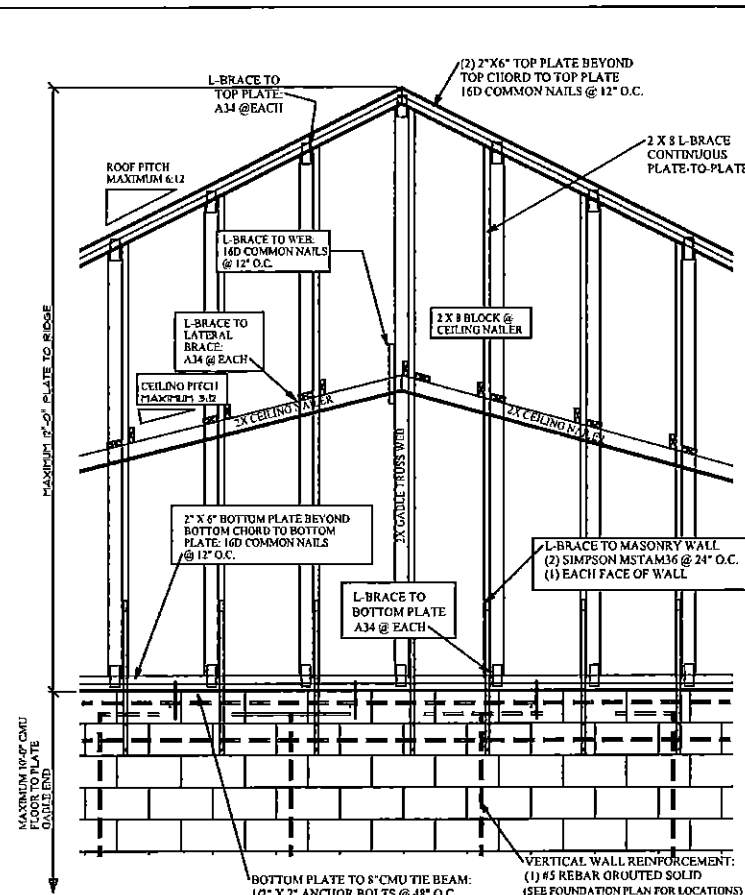 L-BRACE TO
TOP PLATE:
A34 @EACH
(2) 2"X6" TOP PLATE BEYOND
TOP CHORD TO TOP PLATE
16D COMMON NAILS @ 12" O.C.
2 X 8 L-BRACE
CONTINUOUS
PLATE-TO-PLATE
ROOF PITCH
MAXIMUM 6:12
L-BRACE TO WEB:
16D COMMON NAILS
@ 12" O.C.
2 X 8 BLOCK @
CEILING NAILER
L-BRACE TO
LATERAL
BRACE:
A34 @ EACH
CEILING PITCH
MAXIMUM 3:12
2X CEILING NAILER
2X CEILING NAILER
MAXIMUM 12'-0" PLATE TO RIDGE
2X GABLE TRUSS WEB
2" X 6" BOTTOM PLATE BEYOND
BOTTOM CHORD TO BOTTOM
PLATE: 16D COMMON NAILS
@ 12" O.C.
L-BRACE TO MASONRY WALL
(2) SIMPSON MSTAM36 @ 24" O.C.
(1) EACH FACE OF WALL
L-BRACE TO
BOTTOM PLATE
A34 @ EACH
MAXIMUM 10'-0" CMU
FLOOR TO PLATE
GABLE END
BOTTOM PLATE TO 8"CMU TIE BEAM:
1/2" X 7" ANCHOR BOLTS @ 48" O.C.
VERTICAL WALL REINFORCEMENT:
(1) #5 REBAR GROUTED SOLID
(SEE FOUNDATION PLAN FOR LOCATIONS)